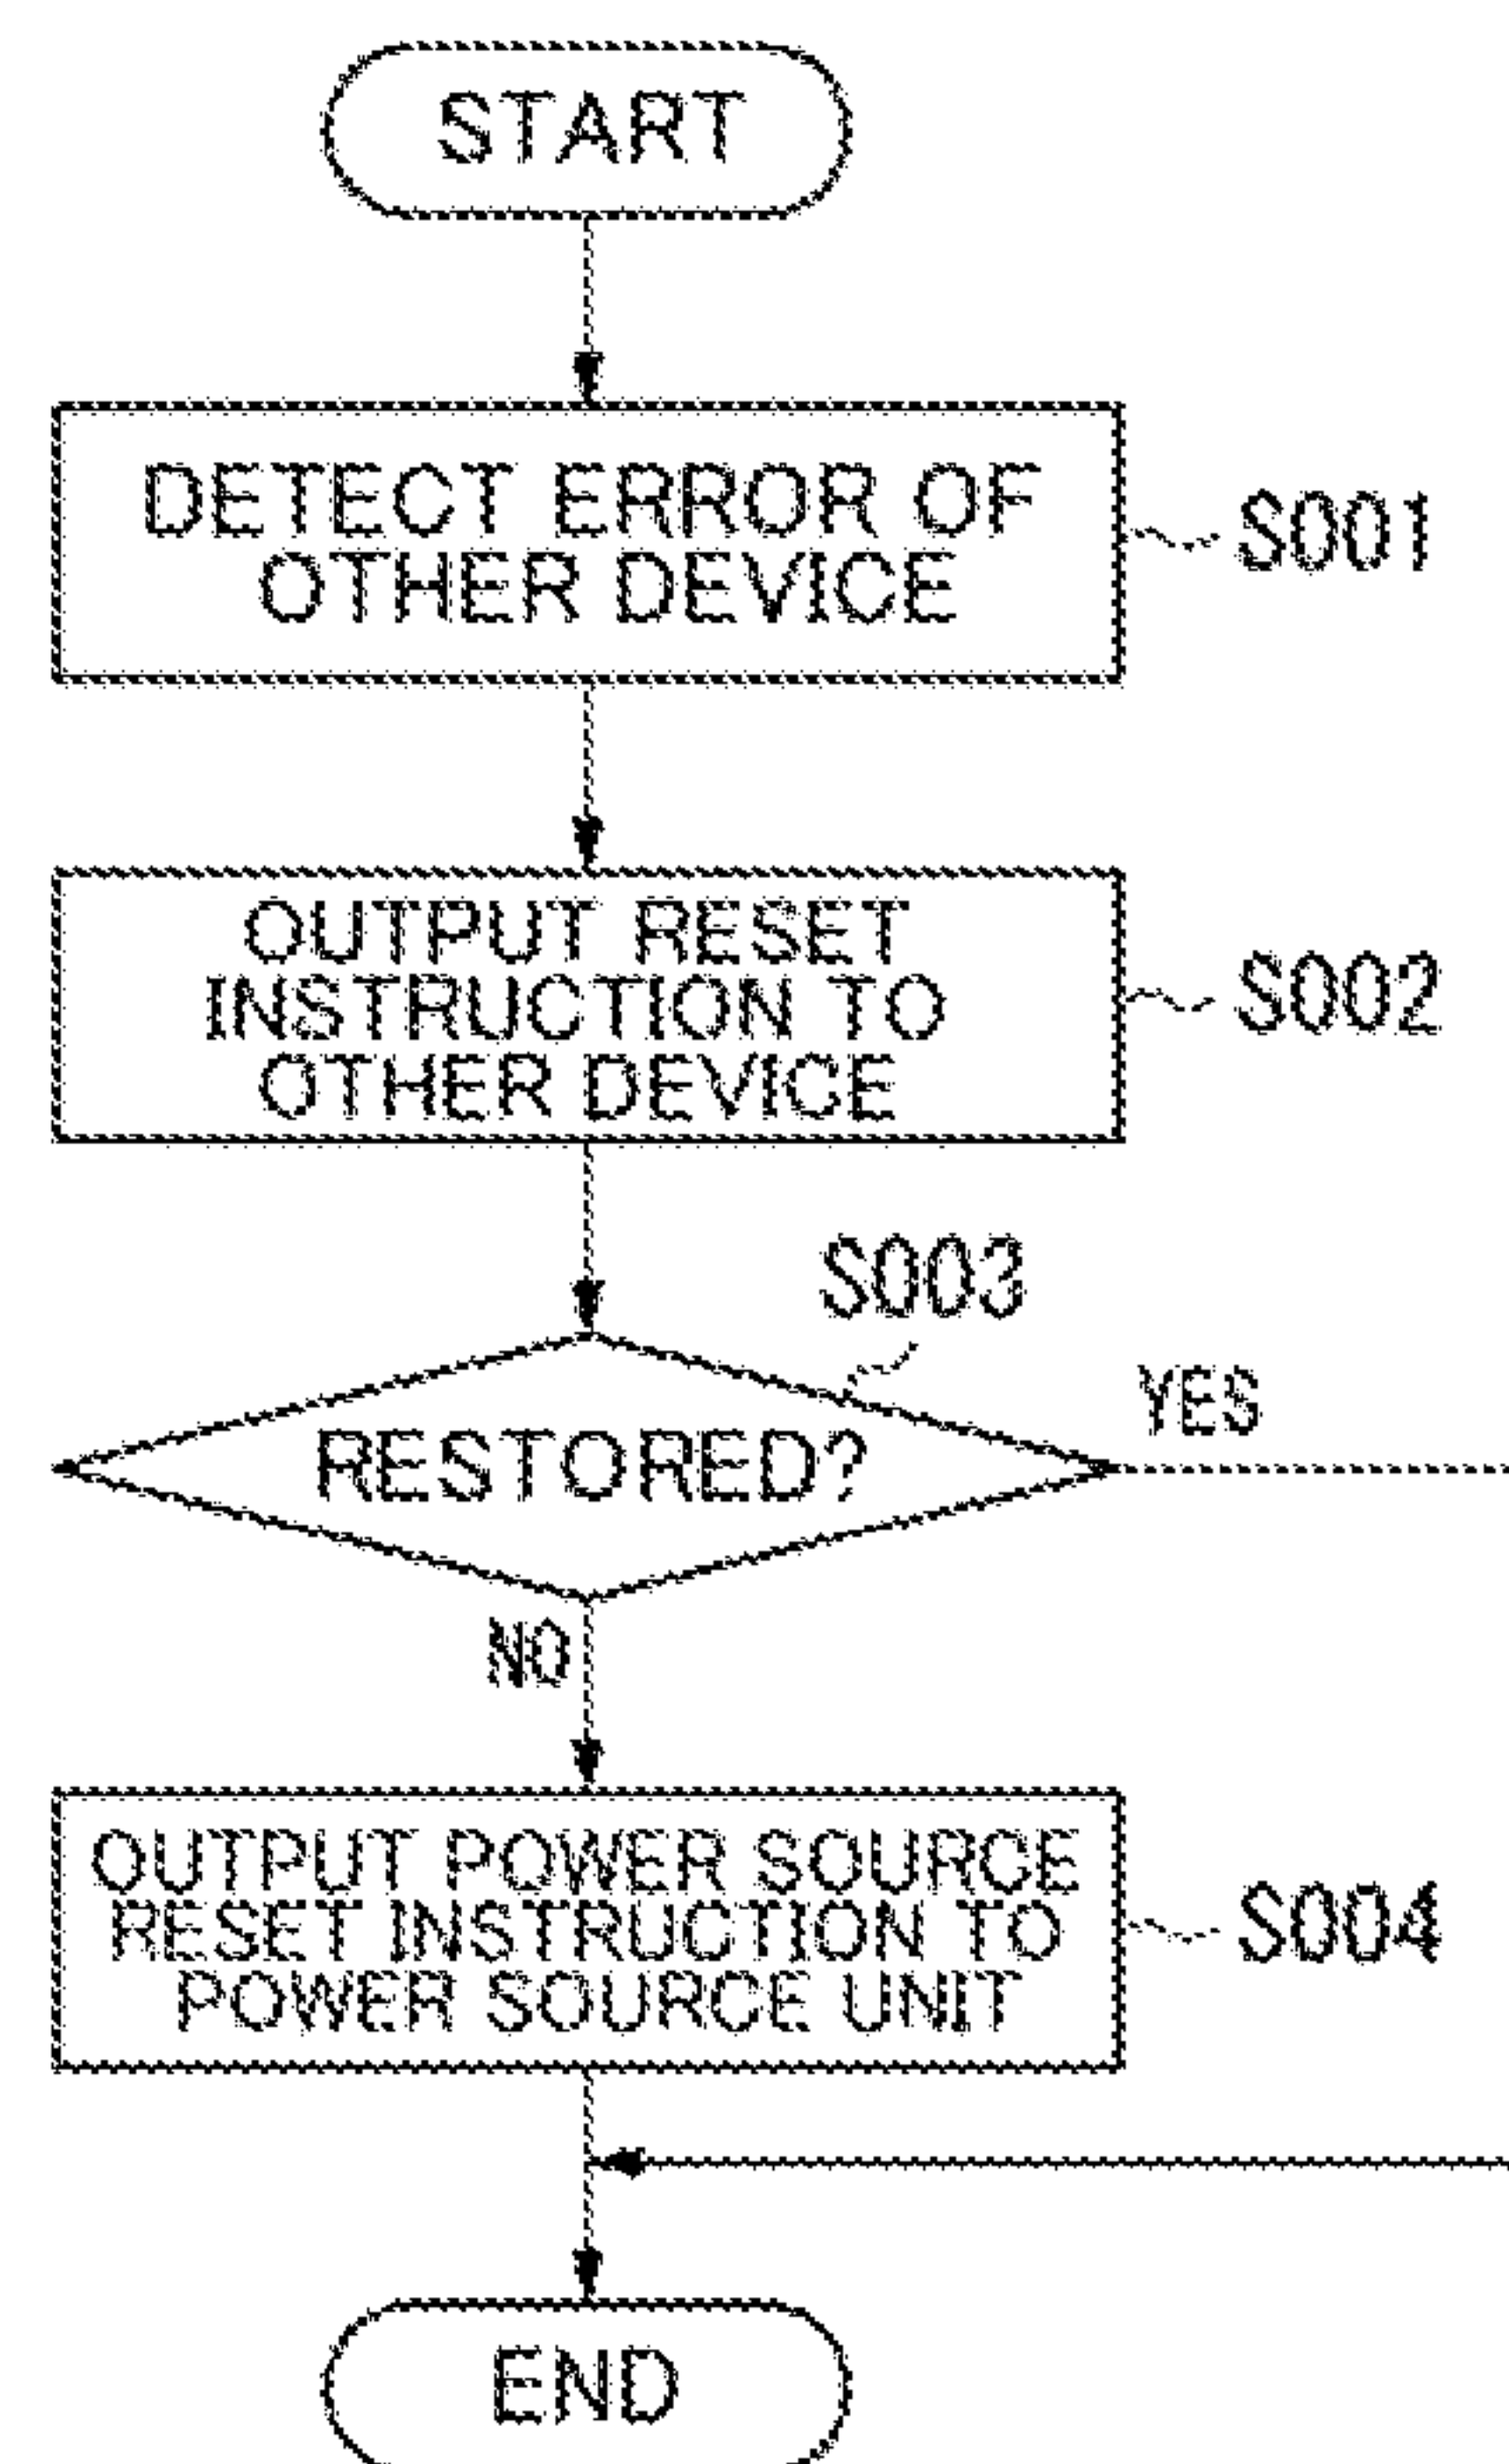 START
DETECT ERROR OF
OTHER DEVICE
S001
OUTPUT RESET
INSTRUCTION TO
OTHER DEVICE
S002
S003
RESTORED?
YES
NO
OUTPUT POWER SOURCE
RESET INSTRUCTION TO
POWER SOURCE UNIT
S004
END